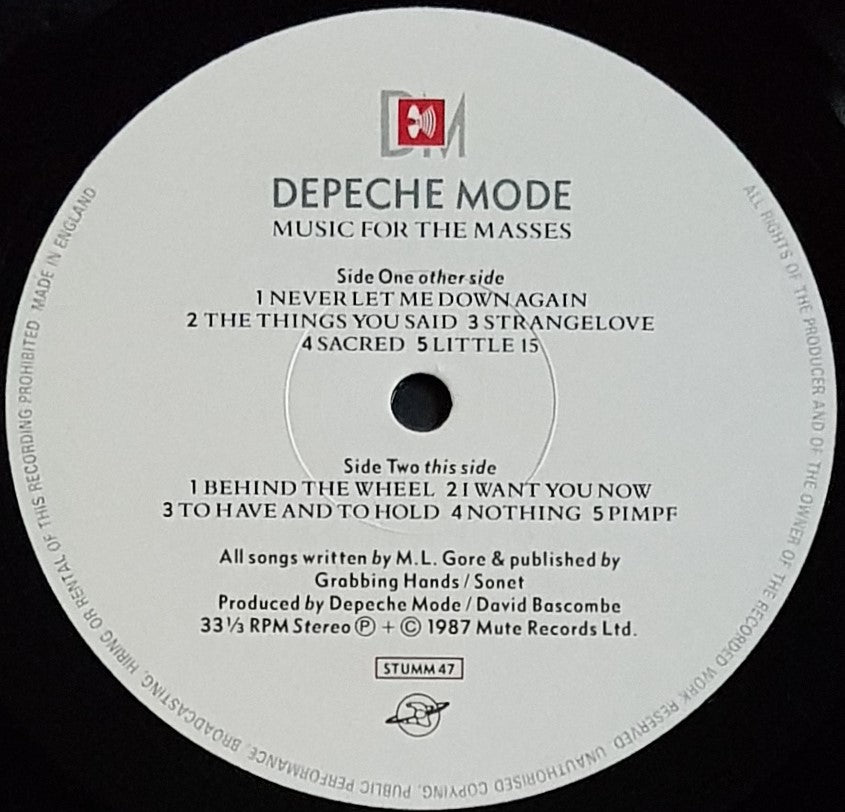 DM
DEPECHE MODE
MUSIC FOR THE MASSES
Side One other side
1 NEVER LET ME DOWN AGAIN
2 THE THINGS YOU SAID 3 STRANGELOVE
4 SACRED 5 LITTLE 15
Side Two this side
1 BEHIND THE WHEEL 2 I WANT YOU NOW
3 TO HAVE AND TO HOLD 4 NOTHING 5 PIMPF
All songs written by M.L. Gore & published by
Grabbing Hands / Sonet
Produced by Depeche Mode / David Bascombe
33⅓ RPM Stereo Ⓟ + © 1987 Mute Records Ltd.
STUMM 47
ALL RIGHTS OF THE PRODUCER AND OF THE OWNER OF THE RECORDED WORK RESERVED. UNAUTHORISED COPYING, PUBLIC PERFORMANCE, BROADCASTING, HIRING OR RENTAL OF THIS RECORDING PROHIBITED MADE IN ENGLAND